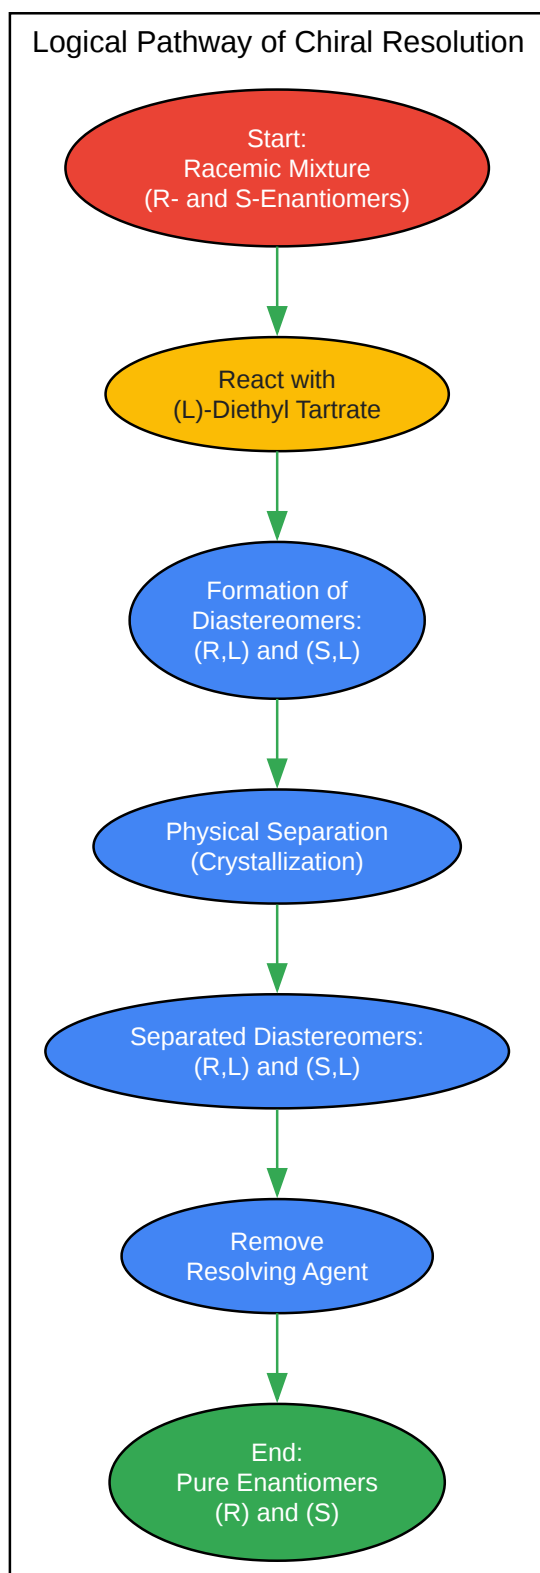 Logical Pathway of Chiral Resolution
Start:
Racemic Mixture
(R- and S-Enantiomers)
React with
(L)-Diethyl Tartrate
Formation of
Diastereomers:
(R,L) and (S,L)
Physical Separation
(Crystallization)
Separated Diastereomers:
(R,L) and (S,L)
Remove
Resolving Agent
End:
Pure Enantiomers
(R) and (S)